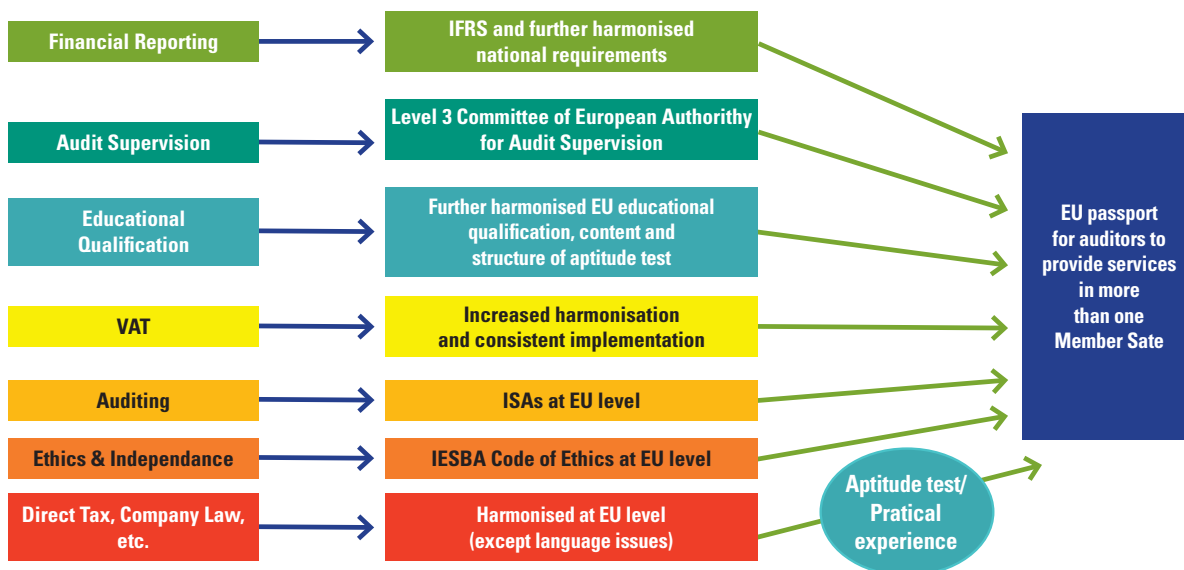 Financial Reporting
IFRS and further harmonised
national requirements
Audit Supervision
Level 3 Committee of European Authorithy
for Audit Supervision
Educational
Qualification
Further harmonised EU educational
qualification, content and
structure of aptitude test
VAT
Increased harmonisation
and consistent implementation
Auditing
ISAs at EU level
Ethics & Independance
IESBA Code of Ethics at EU level
Direct Tax, Company Law,
etc.
Harmonised at EU level
(except language issues)
Aptitude test/
Pratical
experience
EU passport
for auditors to
provide services
in more
than one
Member Sate